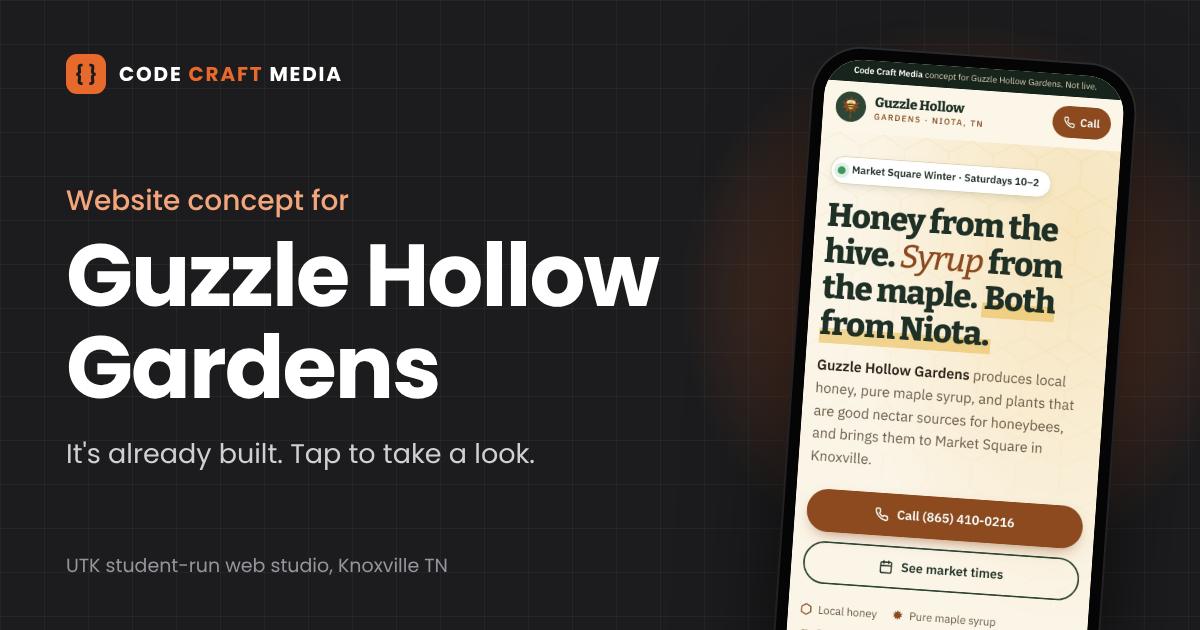 { } CODE CRAFT MEDIA
Website concept for
Guzzle Hollow
Gardens
It's already built. Tap to take a look.
UTK student-run web studio, Knoxville TN
Code Craft Media concept for Guzzle Hollow Gardens. Not live.
Guzzle Hollow
GARDENS · NIOTA, TN
Call
Market Square Winter · Saturdays 10–2
Honey from the
hive. Syrup from
the maple. Both
from Niota.
Guzzle Hollow Gardens produces local
honey, pure maple syrup, and plants that
are good nectar sources for honeybees,
and brings them to Market Square in
Knoxville.
Call (865) 410-0216
See market times
Local honey Pure maple syrup